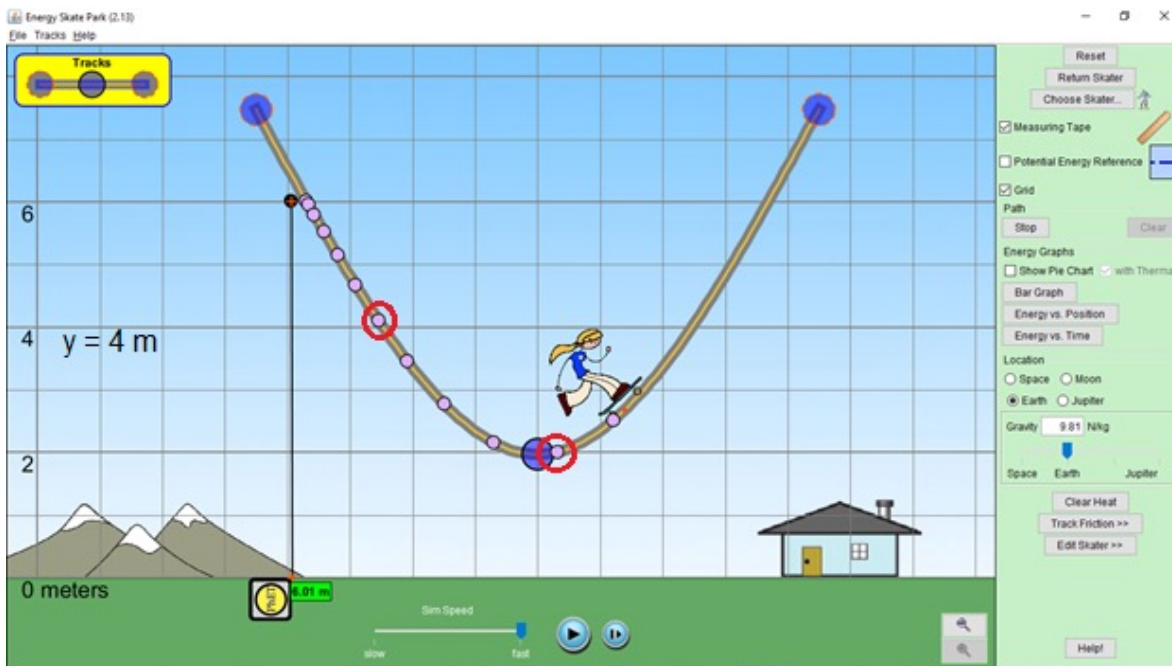 Energy Skate Park (2.13)
File Tracks Help
Tracks
Reset
Return Skater
Choose Skater...
Measuring Tape
Potential Energy Reference
Grid
Path
Stop Clear
Energy Graphs
Show Pie Chart with Therma
Bar Graph
Energy vs. Position
Energy vs. Time
Location
Space Moon
Earth Jupiter
Gravity 9.81 N/kg
Space Earth Jupiter
Clear Heat
Track Friction >>
Edit Skater >>
Help!
6
4 y = 4 m
2
0 meters
PhET
6.01 m
Sim Speed
slow fast